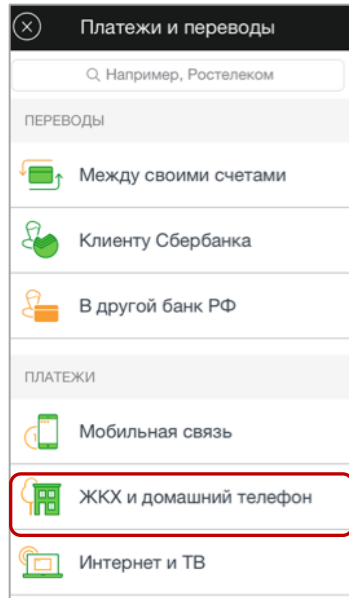 Платежи и переводы
Например, Ростелеком
ПЕРЕВОДЫ
Между своими счетами
Клиенту Сбербанка
В другой банк РФ
ПЛАТЕЖИ
1
Мобильная связь
ЖКХ и домашний телефон
Интернет и ТВ